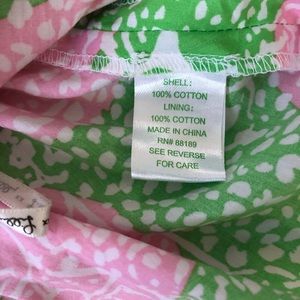 SHELL:
100% COTTON
LINING:
100% COTTON
MADE IN CHINA
RN# 88189
SEE REVERSE
FOR CARE